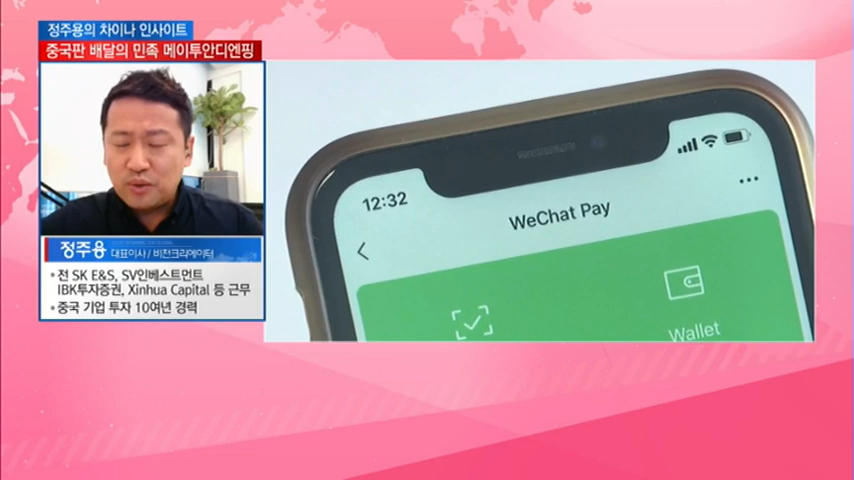 정주용의 차이나 인사이트
중국판 배달의 민족 메이투안디엔핑
정주용 대표이사 / 비전크리에이터
• 전 SK E&S, SV인베스트먼트
IBK투자증권, Xinhua Capital 등 근무
• 중국 기업 투자 10여년 경력
12:32
WeChat Pay
Wallet